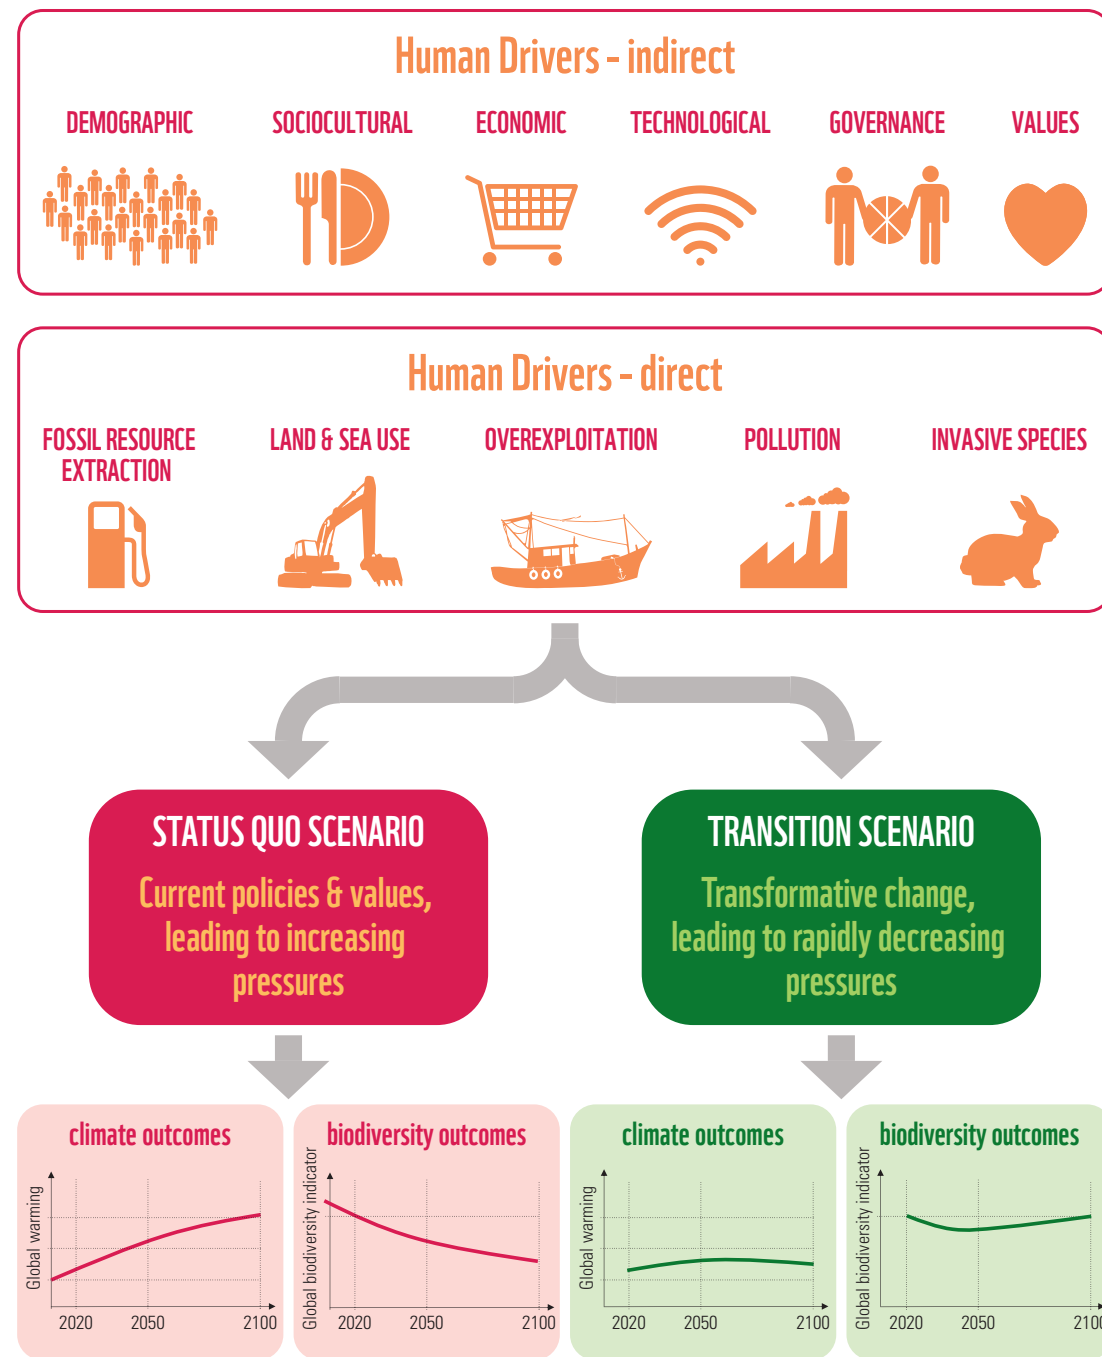 Human Drivers - indirect
DEMOGRAPHIC
SOCIOCULTURAL
ECONOMIC
TECHNOLOGICAL
GOVERNANCE
VALUES
Human Drivers - direct
FOSSIL RESOURCE
EXTRACTION
LAND & SEA USE
OVEREXPLOITATION
POLLUTION
INVASIVE SPECIES
STATUS QUO SCENARIO
Current policies & values,
leading to increasing
pressures
TRANSITION SCENARIO
Transformative change,
leading to rapidly decreasing
pressures
climate outcomes
Global warming
2020 2050 2100
biodiversity outcomes
Global biodiversity indicator
2020 2050 2100
climate outcomes
Global warming
2020 2050 2100
biodiversity outcomes
Global biodiversity indicator
2020 2050 2100